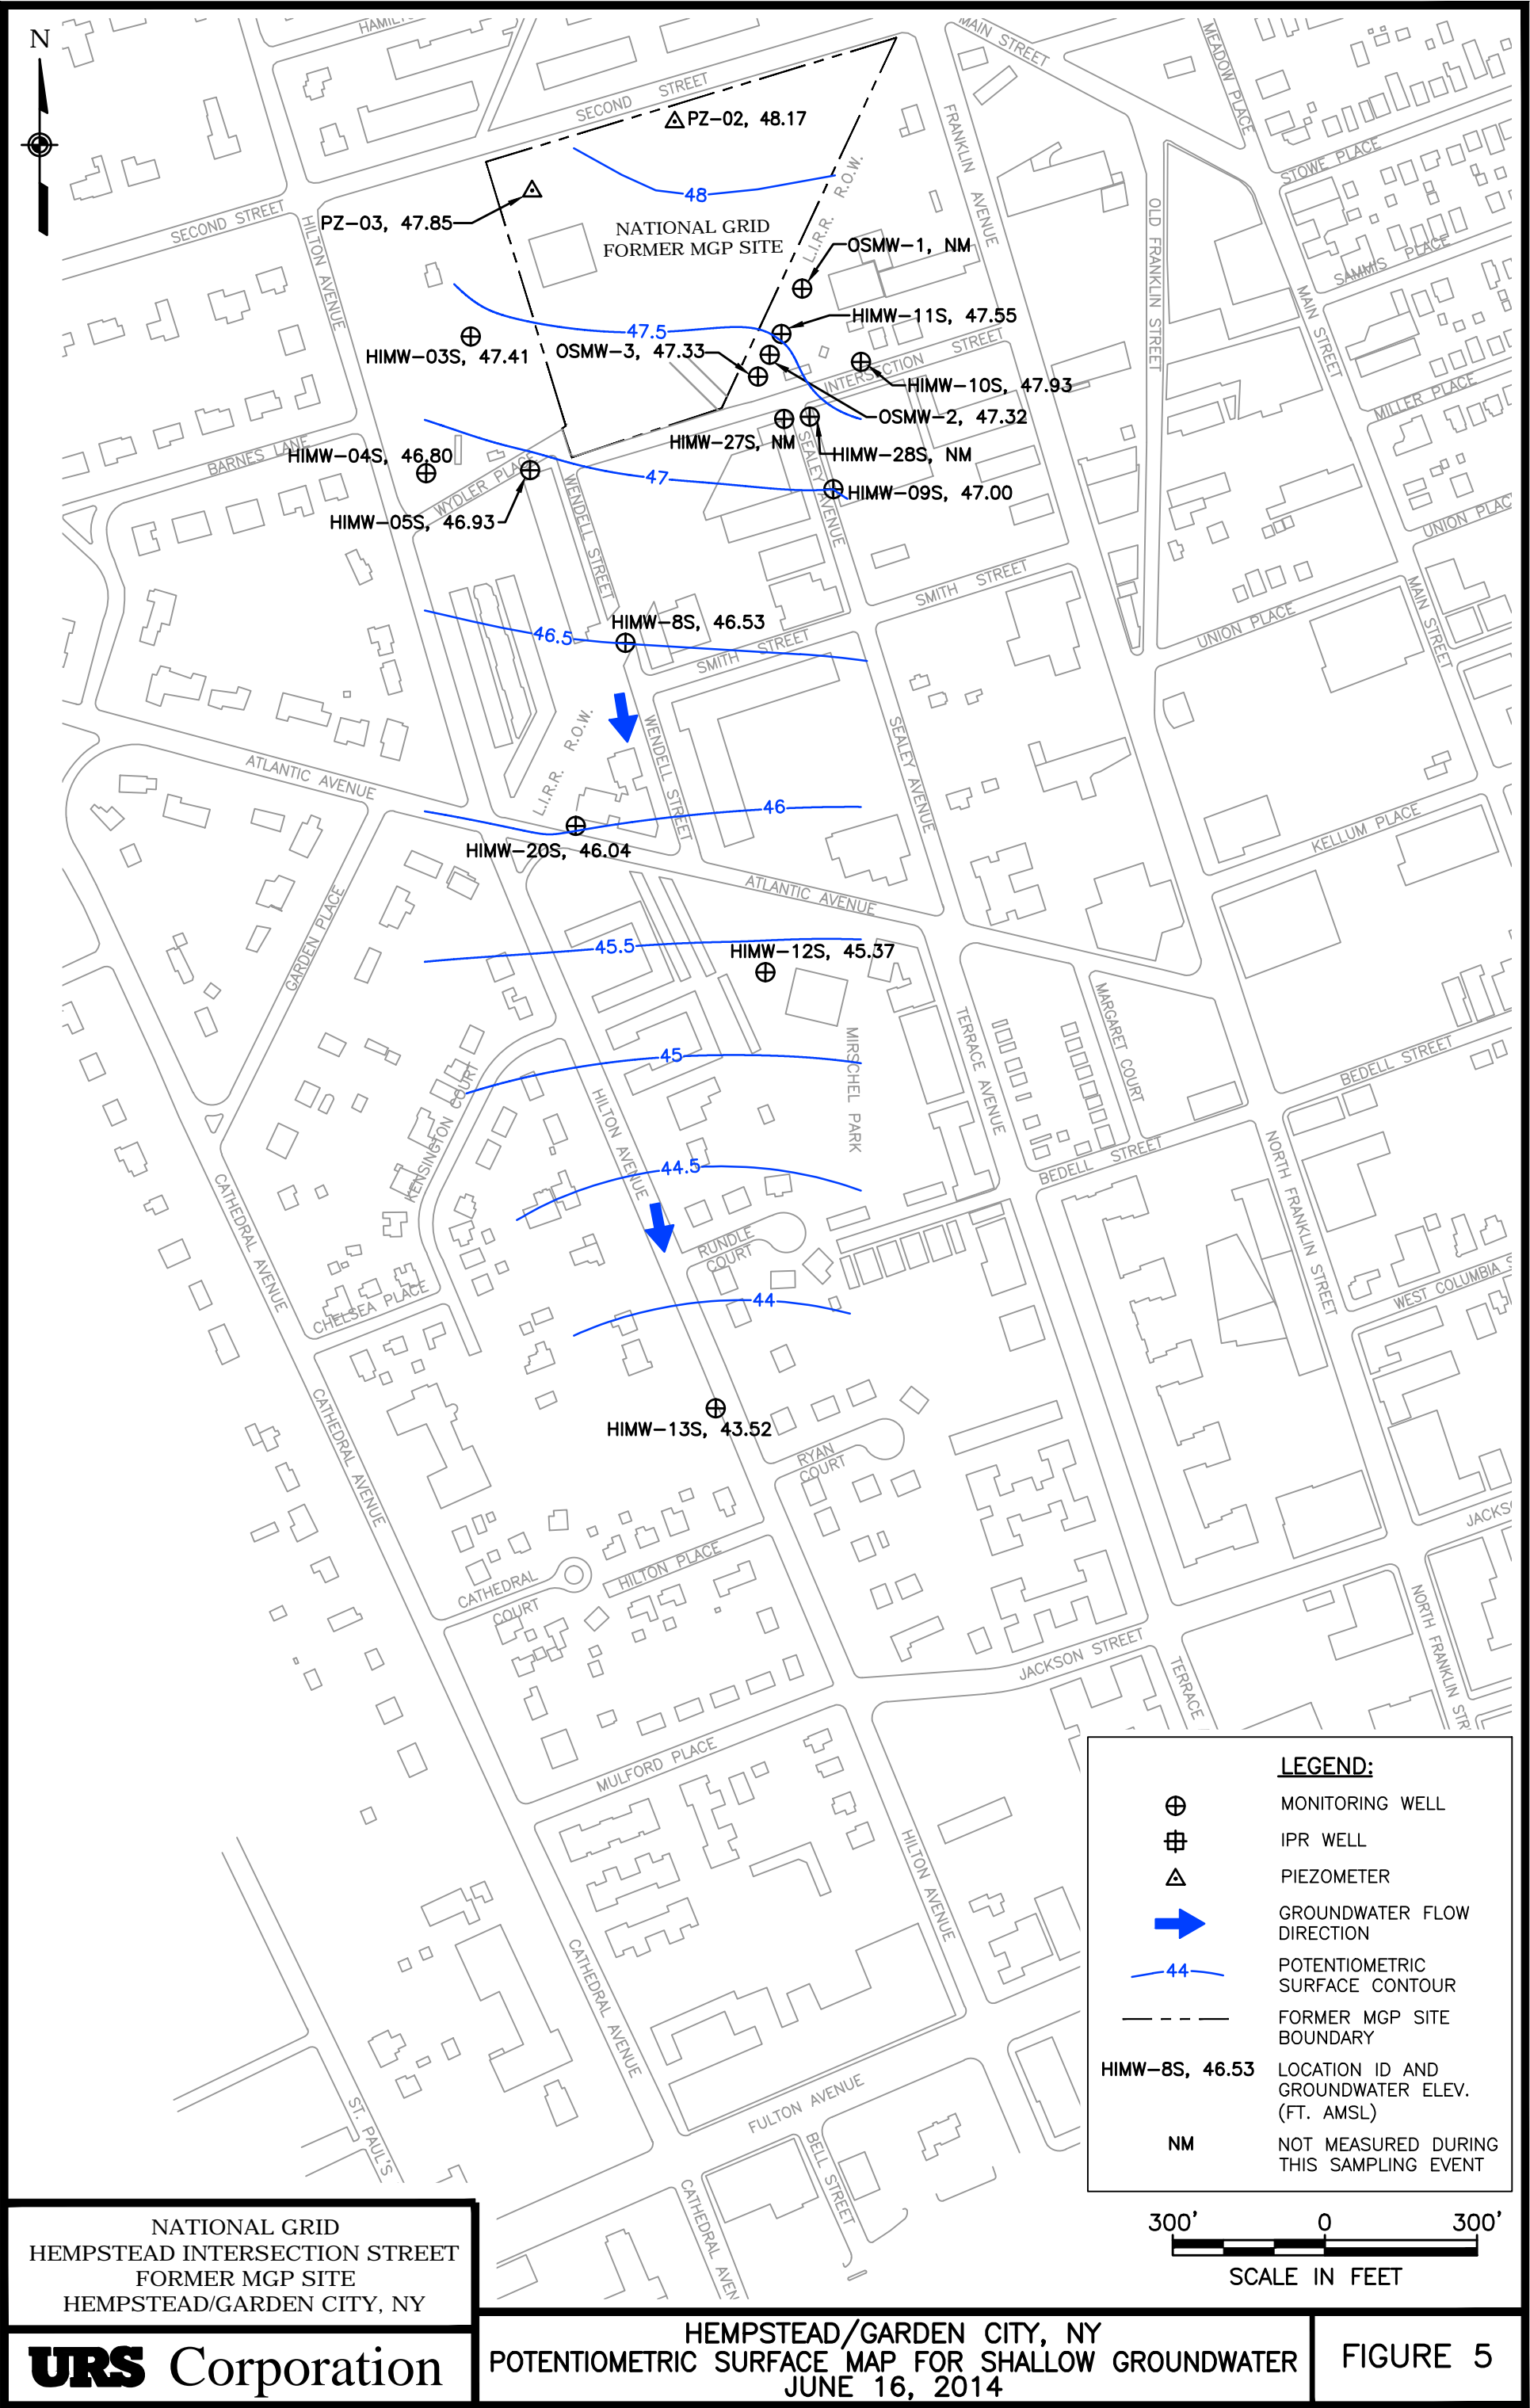 N
HAMIL
MAIN STREET
MEADOW PLACE
SECOND STREET
PZ-02, 48.17
FRANKLIN AVENUE
STOWE PLACE
48
L.I.R.R. R.O.W.
PZ-03, 47.85
SECOND STREET
HILTON AVENUE
NATIONAL GRID
FORMER MGP SITE
OSMW-1, NM
OLD FRANKLIN STREET
SAMMIS PLACE
MAIN STREET
HIMW-11S, 47.55
47.5
HIMW-03S, 47.41
OSMW-3, 47.33
INTERSECTION STREET
HIMW-10S, 47.93
MILLER PLACE
OSMW-2, 47.32
HIMW-27S, NM
HIMW-28S, NM
BARNES LANE
HIMW-04S, 46.80
WYDLER PLACE
47
SEALEY AVENUE
HIMW-09S, 47.00
HIMW-05S, 46.93
WENDELL STREET
UNION PLAC
SMITH STREET
MAIN STREET
HIMW-8S, 46.53
46.5
SMITH STREET
UNION PLACE
L.I.R.R. R.O.W.
WENDELL STREET
SEALEY AVENUE
ATLANTIC AVENUE
46
KELLUM PLACE
HIMW-20S, 46.04
ATLANTIC AVENUE
GARDEN PLACE
45.5
HIMW-12S, 45.37
TERRACE AVENUE
MARGARET COURT
MIRSCHEL PARK
BEDELL STREET
45
KENSINGTON COURT
HILTON AVENUE
NORTH FRANKLIN STREET
BEDELL STREET
44.5
CATHEDRAL AVENUE
RUNDLE
COURT
WEST COLUMBIA S
CHELSEA PLACE
44
CATHEDRAL AVENUE
HIMW-13S, 43.52
RYAN
COURT
JACKS
HILTON PLACE
CATHEDRAL
COURT
NORTH FRANKLIN STR
JACKSON STREET
TERRACE
MULFORD PLACE
HILTON AVENUE
CATHEDRAL AVENUE
FULTON AVENUE
BELL STREET
ST. PAUL'S
CATHEDRAL AVEN
LEGEND:
MONITORING WELL
IPR WELL
PIEZOMETER
GROUNDWATER FLOW
DIRECTION
44
POTENTIOMETRIC
SURFACE CONTOUR
FORMER MGP SITE
BOUNDARY
HIMW-8S, 46.53
LOCATION ID AND
GROUNDWATER ELEV.
(FT. AMSL)
NM
NOT MEASURED DURING
THIS SAMPLING EVENT
300' 0 300'
SCALE IN FEET
NATIONAL GRID
HEMPSTEAD INTERSECTION STREET
FORMER MGP SITE
HEMPSTEAD/GARDEN CITY, NY
URS Corporation
HEMPSTEAD/GARDEN CITY, NY
POTENTIOMETRIC SURFACE MAP FOR SHALLOW GROUNDWATER
JUNE 16, 2014
FIGURE 5